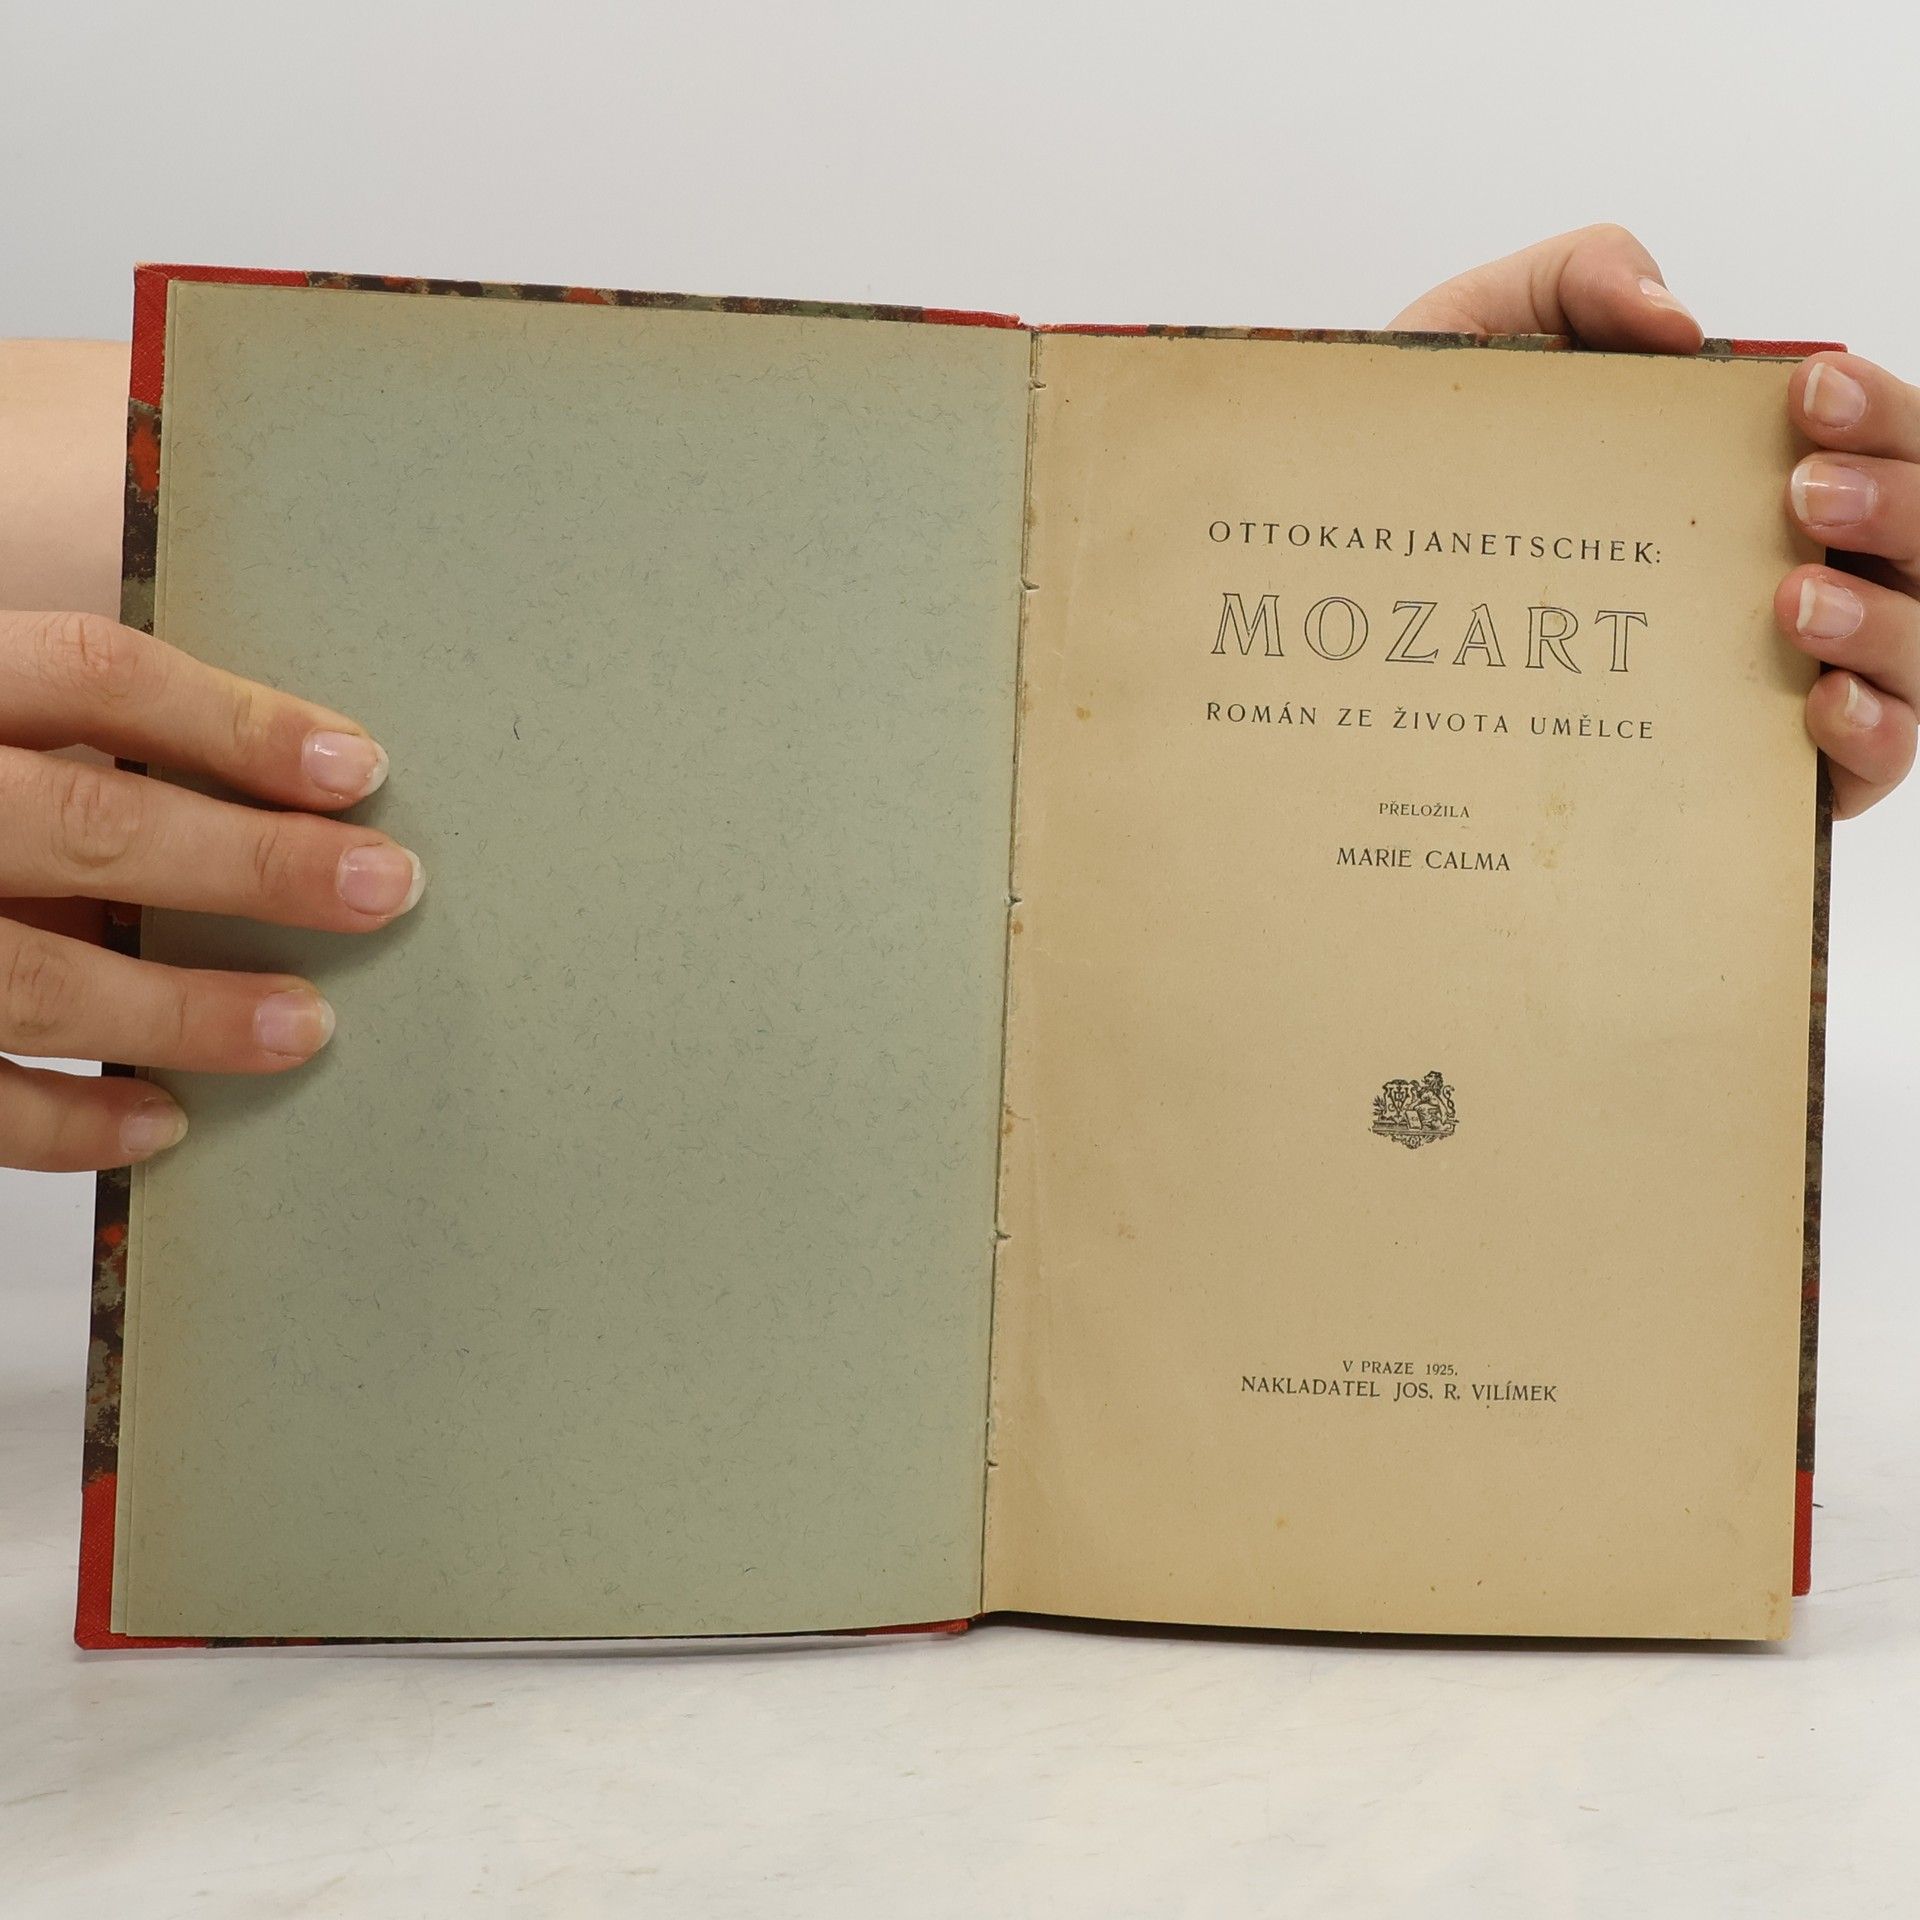 OTTOKAR JANETSCHEK:
MOZART
ROMÁN ZE ŽIVOTA UMĚLCE
PŘELOŽILA
MARIE CALMA
V PRAZE 1925.
NAKLADATEL JOS. R. VILÍMEK